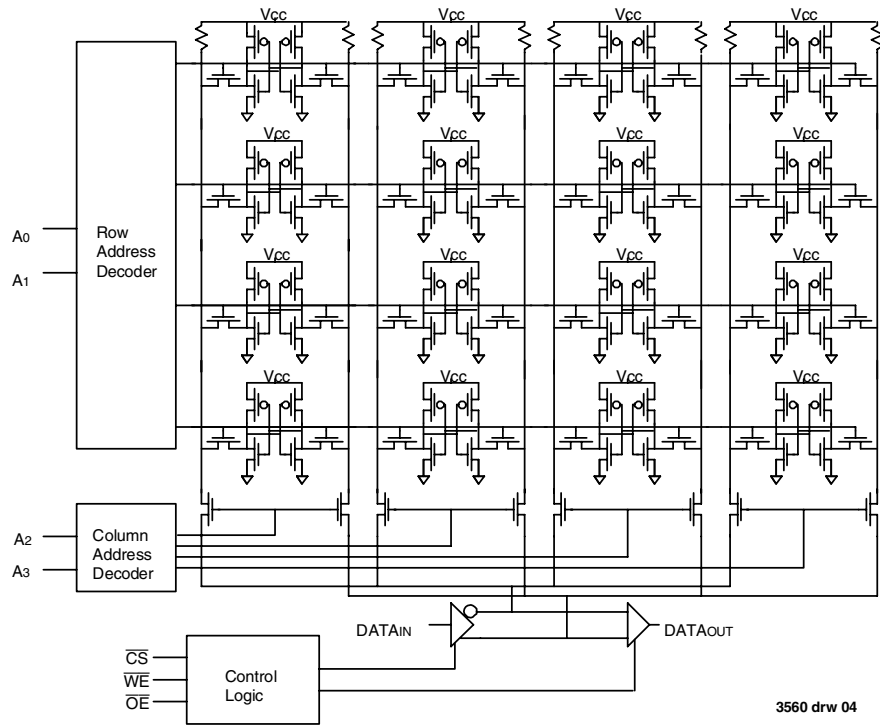 Vcc Vcc Vcc Vcc
Vcc Vcc Vcc Vcc
A0
A1
Row
Address
Decoder
Vcc Vcc Vcc Vcc
Vcc Vcc Vcc Vcc
A2
A3
Column
Address
Decoder
DATAIN
DATAOUT
CS
WE
OE
Control
Logic
3560 drw 04